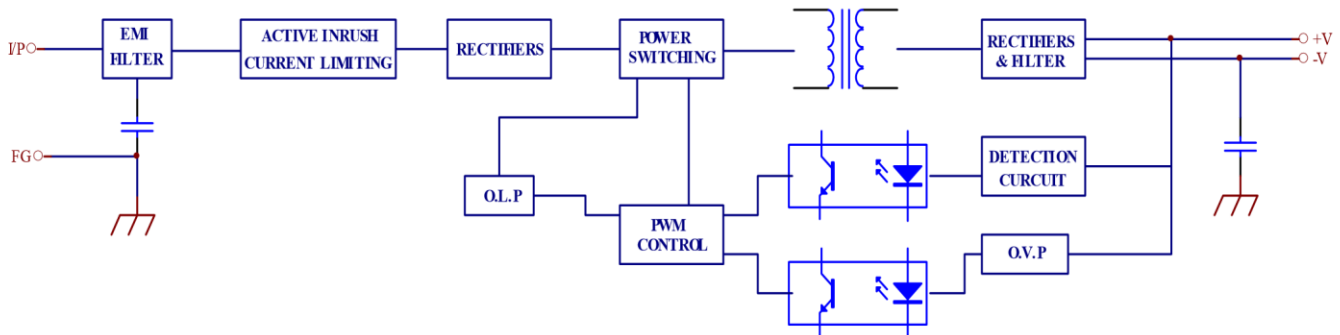 I/P
EMI
FILTER
ACTIVE INRUSH
CURRENT LIMITING
RECTIFIERS
POWER
SWITCHING
RECTIFIERS
& FILTER
+V
-V
FG
O.L.P
PWM
CONTROL
DETECTION
CURCUIT
O.V.P